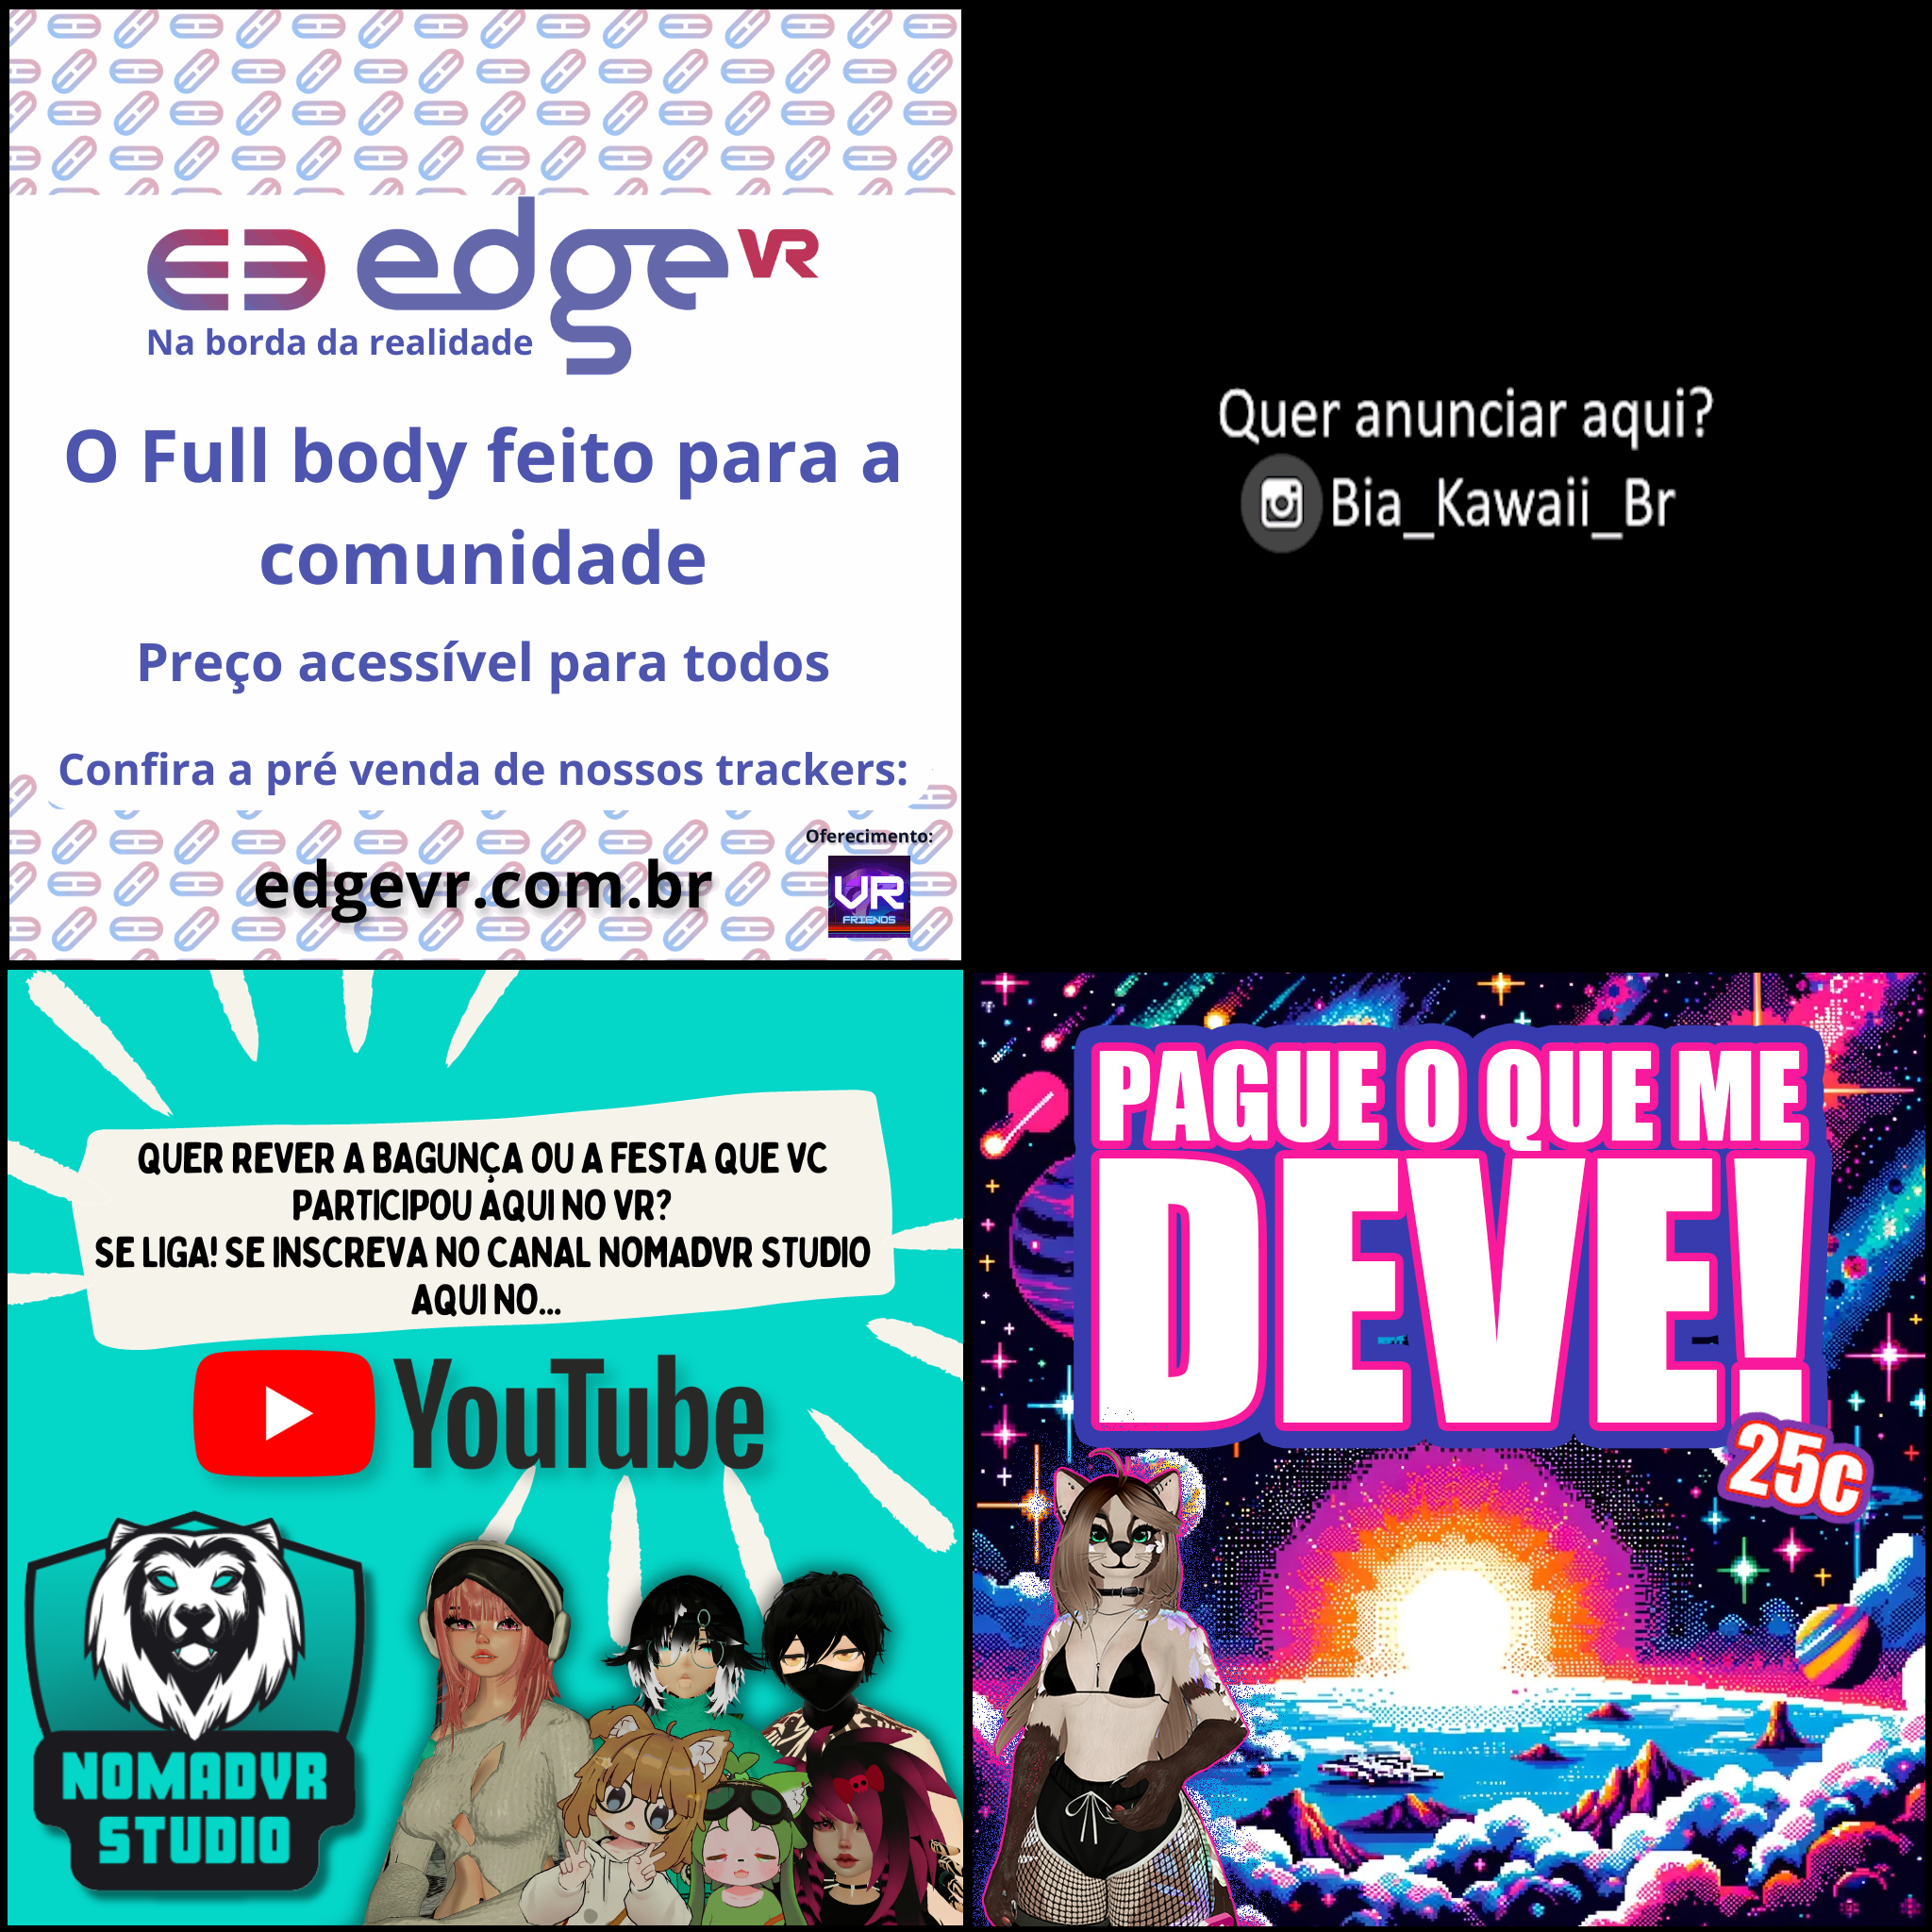 edge VR
Na borda da realidade
O Full body feito para a
comunidade
Preço acessível para todos
Confira a pré venda de nossos trackers:
Oferecimento:
edgevr.com.br
VR
FRIENDS
Quer anunciar aqui?
Bia_Kawaii_Br
QUER REVER A BAGUNÇA OU A FESTA QUE VC
PARTICIPOU AQUI NO VR?
SE LIGA! SE INSCREVA NO CANAL NOMADVR STUDIO
AQUI NO...
YouTube
NOMADVR
STUDIO
PAGUE O QUE ME
DEVE!
25c